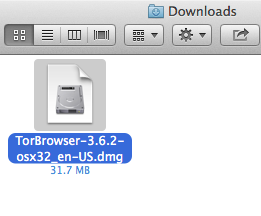 Downloads
TorBrowser-3.6.2-
osx32_en-US.dmg
31.7 MB